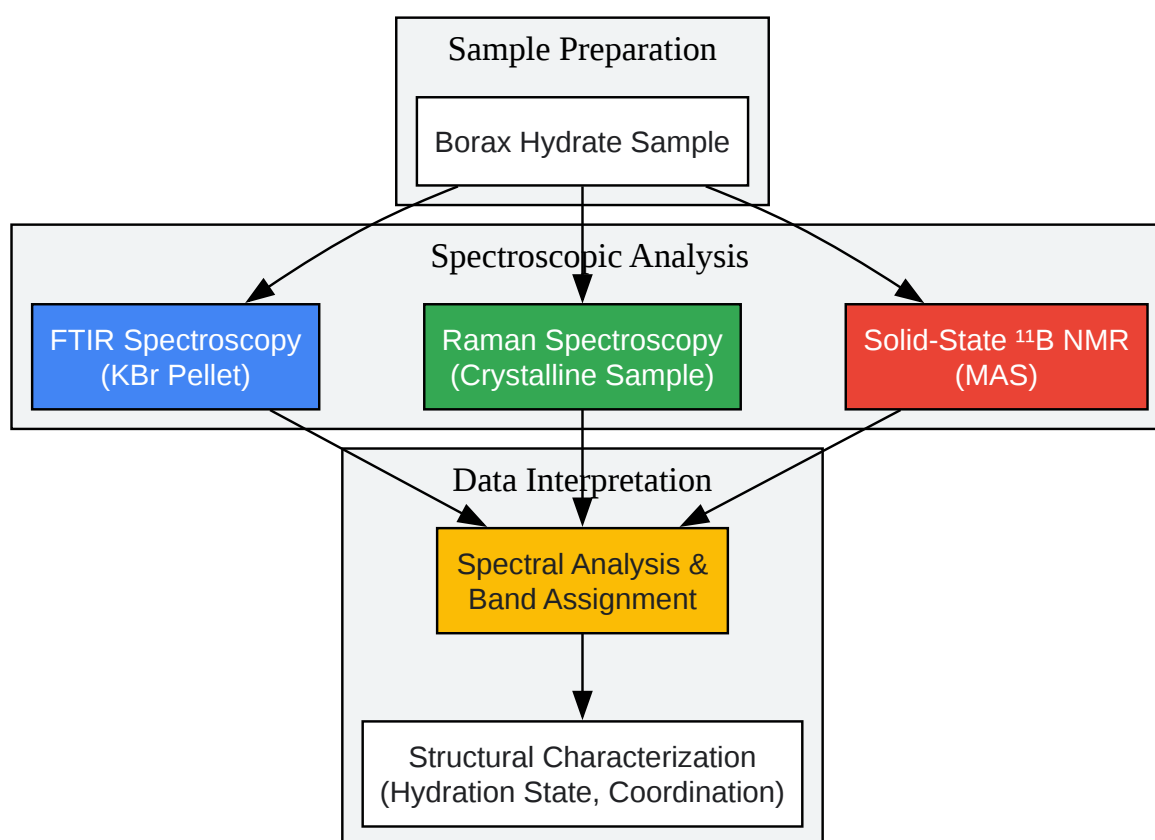 Sample Preparation
Borax Hydrate Sample
Spectroscopic Analysis
FTIR Spectroscopy
(KBr Pellet)
Raman Spectroscopy
(Crystalline Sample)
Solid-State ¹¹B NMR
(MAS)
Data Interpretation
Spectral Analysis &
Band Assignment
Structural Characterization
(Hydration State, Coordination)